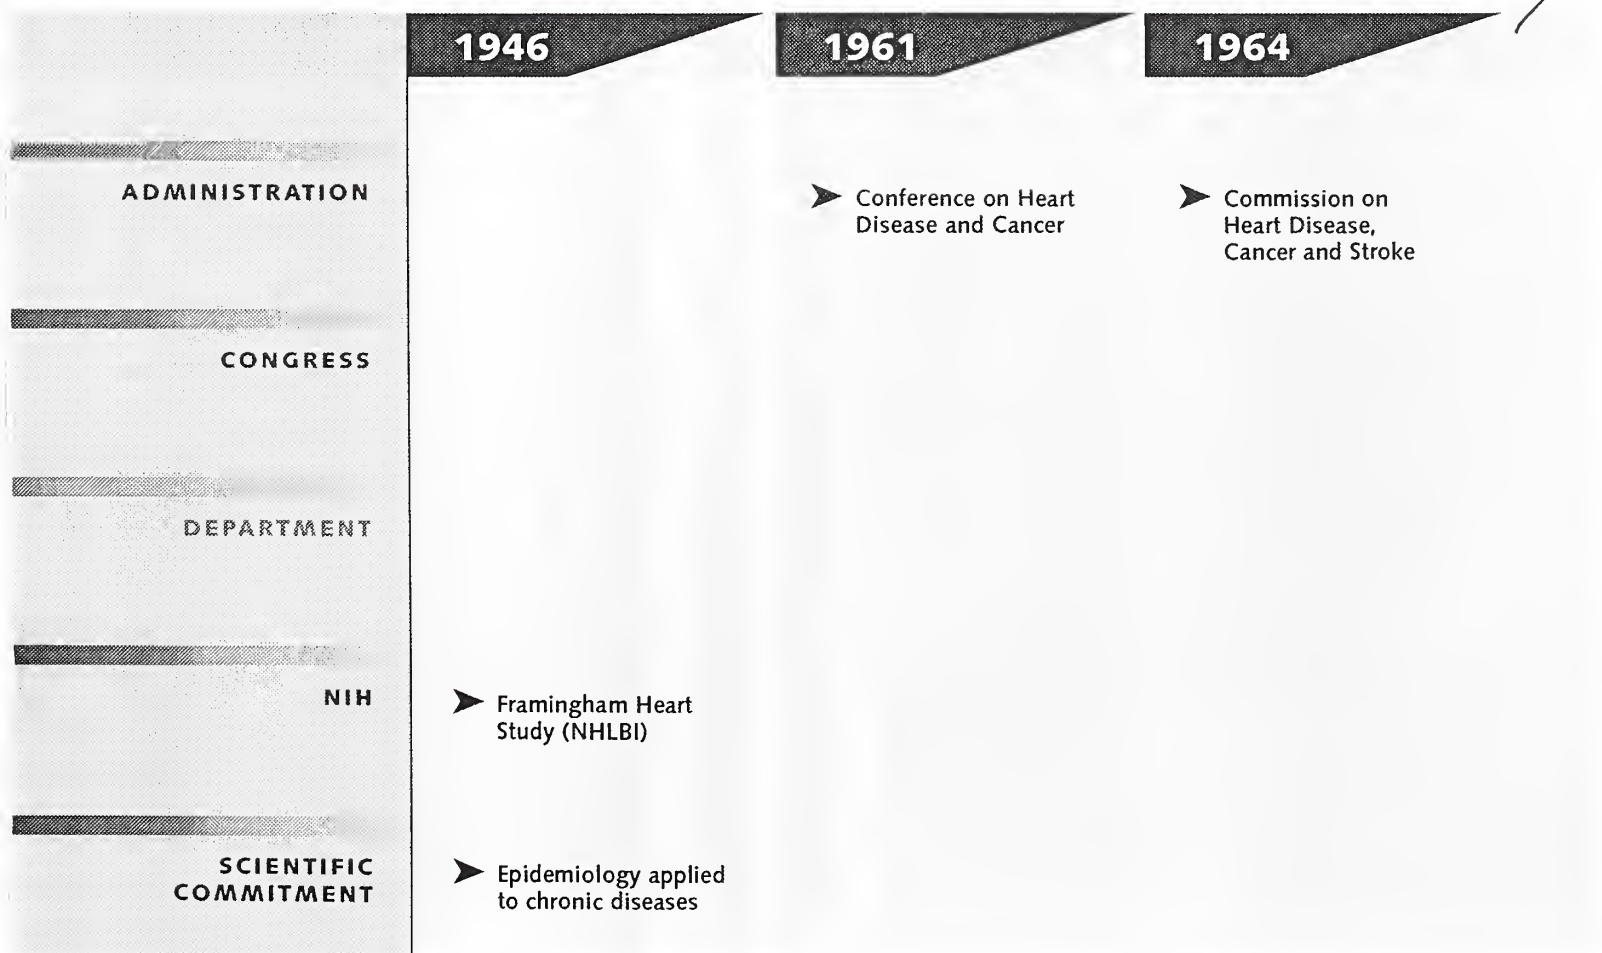 1946
1961
1964
ADMINISTRATION
Conference on Heart
Disease and Cancer
Commission on
Heart Disease,
Cancer and Stroke
CONGRESS
DEPARTMENT
NIH
Framingham Heart
Study (NHLBI)
SCIENTIFIC
COMMITMENT
Epidemiology applied
to chronic diseases